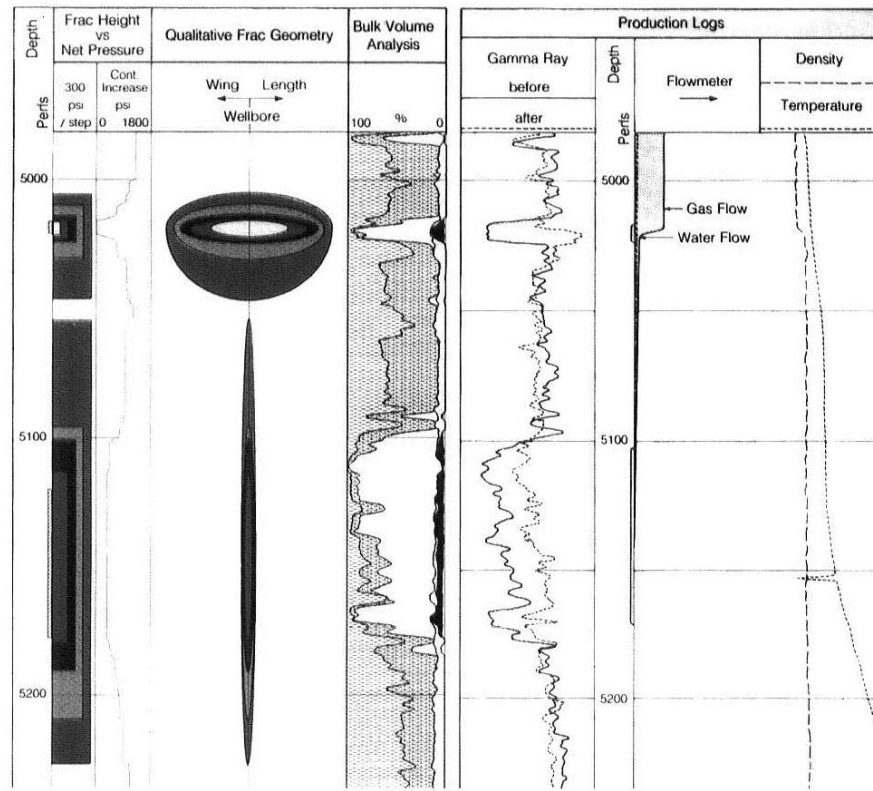 Depth
Perfs
Frac Height
vs
Net Pressure
300
psi
/ step
Cont.
Increase
psi
0 1800
Qualitative Frac Geometry
Wing Length
Wellbore
Bulk Volume
Analysis
100 % 0
5000
5100
5200
Production Logs
Gamma Ray
before
after
Depth
Perfs
Flowmeter
Density
Temperature
5000
Gas Flow
Water Flow
5100
5200